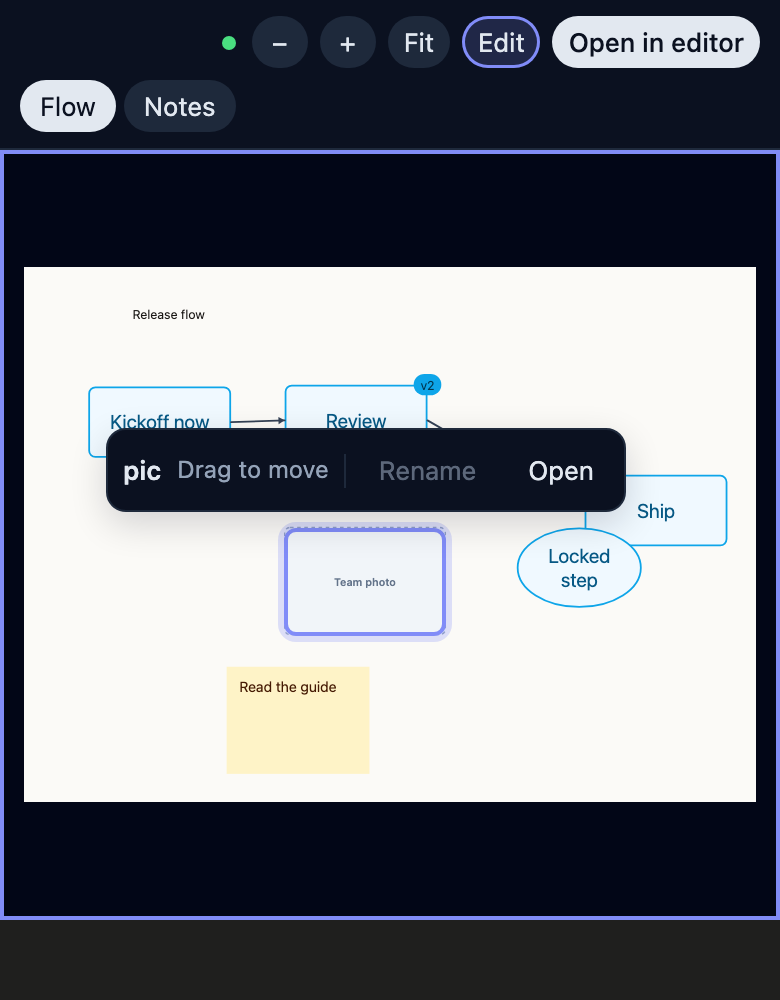 − + Fit Edit Open in editor
Flow Notes
Release flow
v2
Kickoff now Review
pic Drag to move Rename Open
Ship
Locked
step
Team photo
Read the guide